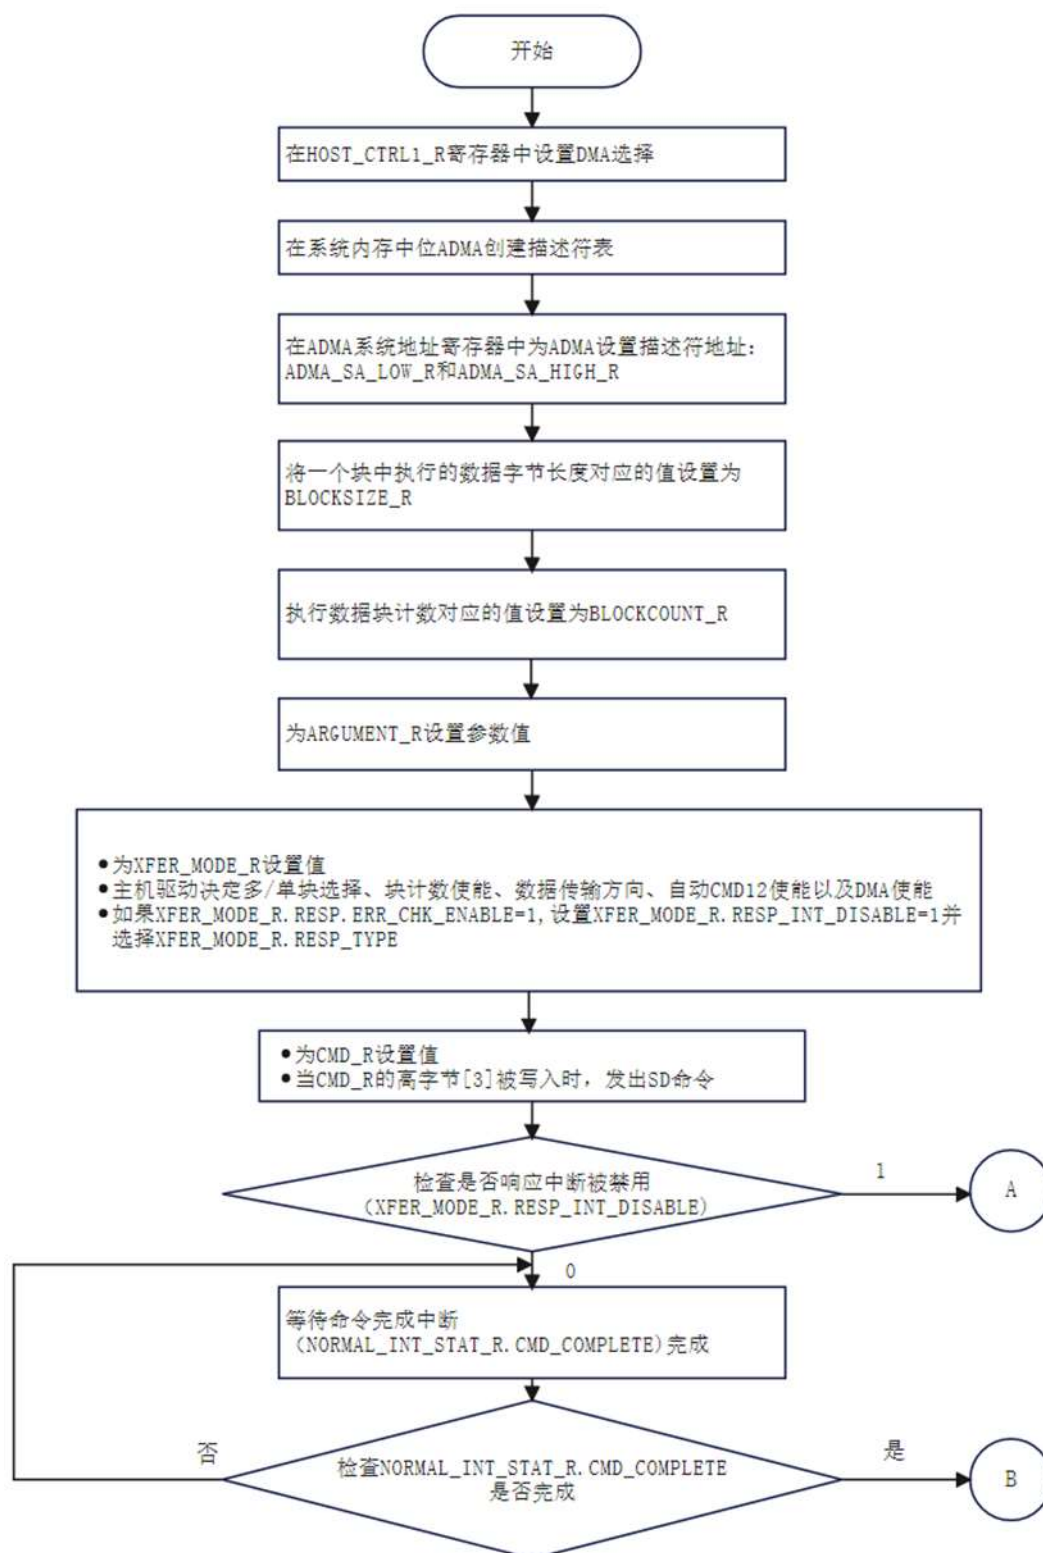 开始
在HOST_CTRL1_R寄存器中设置DMA选择
在系统内存中位ADMA创建描述符表
在ADMA系统地址寄存器中为ADMA设置描述符地址:
ADMA_SA_LOW_R和ADMA_SA_HIGH_R
将一个块中执行的数据字节长度对应的值设置为
BLOCKSIZE_R
执行数据块计数对应的值设置为BLOCKCOUNT_R
为ARGUMENT_R设置参数值
●为XFER_MODE_R设置值
●主机驱动决定多/单块选择、块计数使能、数据传输方向、自动CMD12使能以及DMA使能
●如果XFER_MODE_R.RESP.ERR_CHK_ENABLE=1,设置XFER_MODE_R.RESP_INT_DISABLE=1并
选择XFER_MODE_R.RESP_TYPE
●为CMD_R设置值
●当CMD_R的高字节[3]被写入时，发出SD命令
检查是否响应中断被禁用
（XFER_MODE_R.RESP_INT_DISABLE）
1
A
0
等待命令完成中断
（NORMAL_INT_STAT_R.CMD_COMPLETE)完成
否
检查NORMAL_INT_STAT_R.CMD_COMPLETE
是否完成
是
B